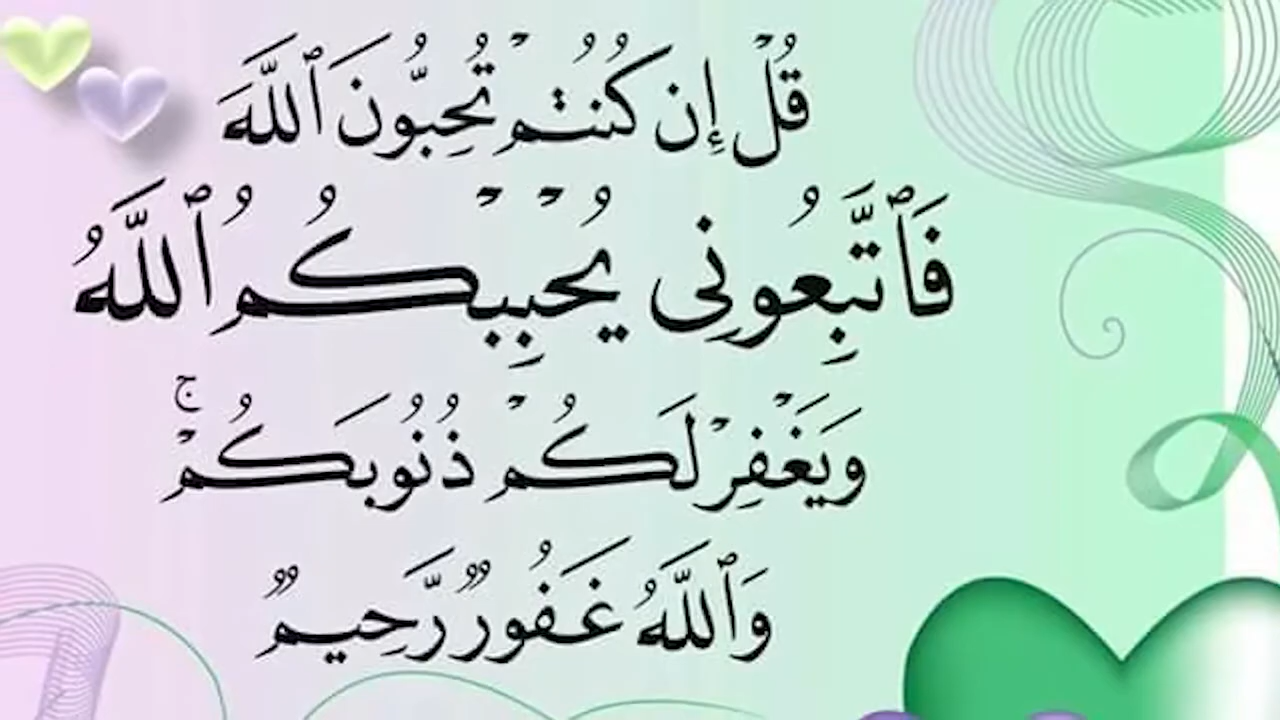 قُلْ إِن كُنتُمْ تُحِبُّونَ ٱللَّهَ
فَٱتَّبِعُونِى يُحْبِبْكُمُ ٱللَّهُ
وَيَغْفِرْ لَكُمْ ذُنُوبَكُمْ ۚ
وَٱللَّهُ غَفُورٌ رَّحِيمٌ